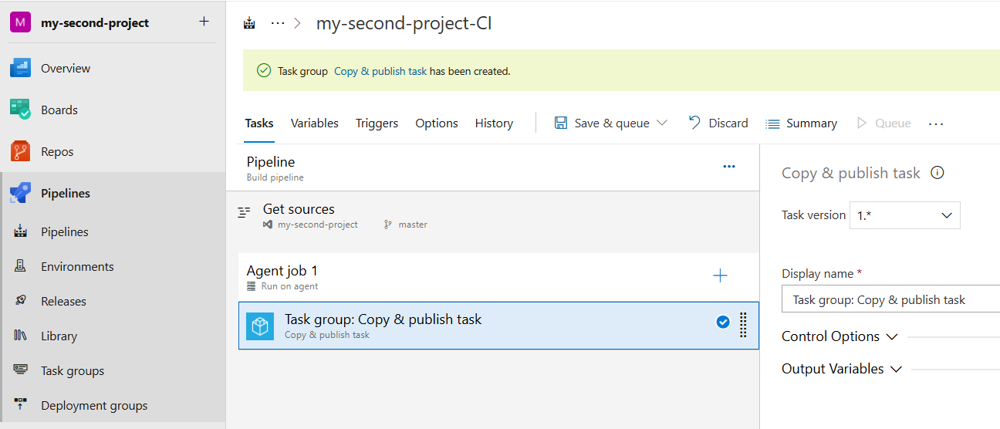 M my-second-project +
Overview
Boards
Repos
Pipelines
Pipelines
Environments
Releases
Library
Task groups
Deployment groups
... > my-second-project-CI
Task group Copy & publish task has been created.
Tasks Variables Triggers Options History Save & queue Discard Summary Queue ...
Pipeline
Build pipeline
Get sources
my-second-project master
Agent job 1
Run on agent
Task group: Copy & publish task
Copy & publish task
Copy & publish task
Task version 1.*
Display name *
Task group: Copy & publish task
Control Options
Output Variables